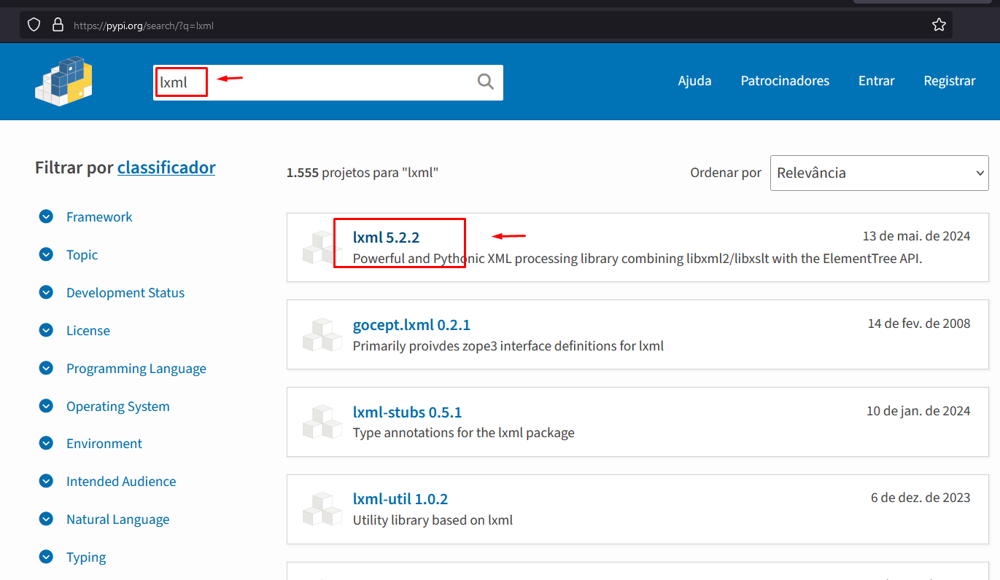 https://pypi.org/search/?q=lxml
lxml
Ajuda Patrocinadores Entrar Registrar
Filtrar por classificador
Framework
Topic
Development Status
License
Programming Language
Operating System
Environment
Intended Audience
Natural Language
Typing
1.555 projetos para "lxml"
Ordenar por Relevância
lxml 5.2.2 13 de mai. de 2024
Powerful and Pythonic XML processing library combining libxml2/libxslt with the ElementTree API.
gocept.lxml 0.2.1 14 de fev. de 2008
Primarily proivdes zope3 interface definitions for lxml
lxml-stubs 0.5.1 10 de jan. de 2024
Type annotations for the lxml package
lxml-util 1.0.2 6 de dez. de 2023
Utility library based on lxml